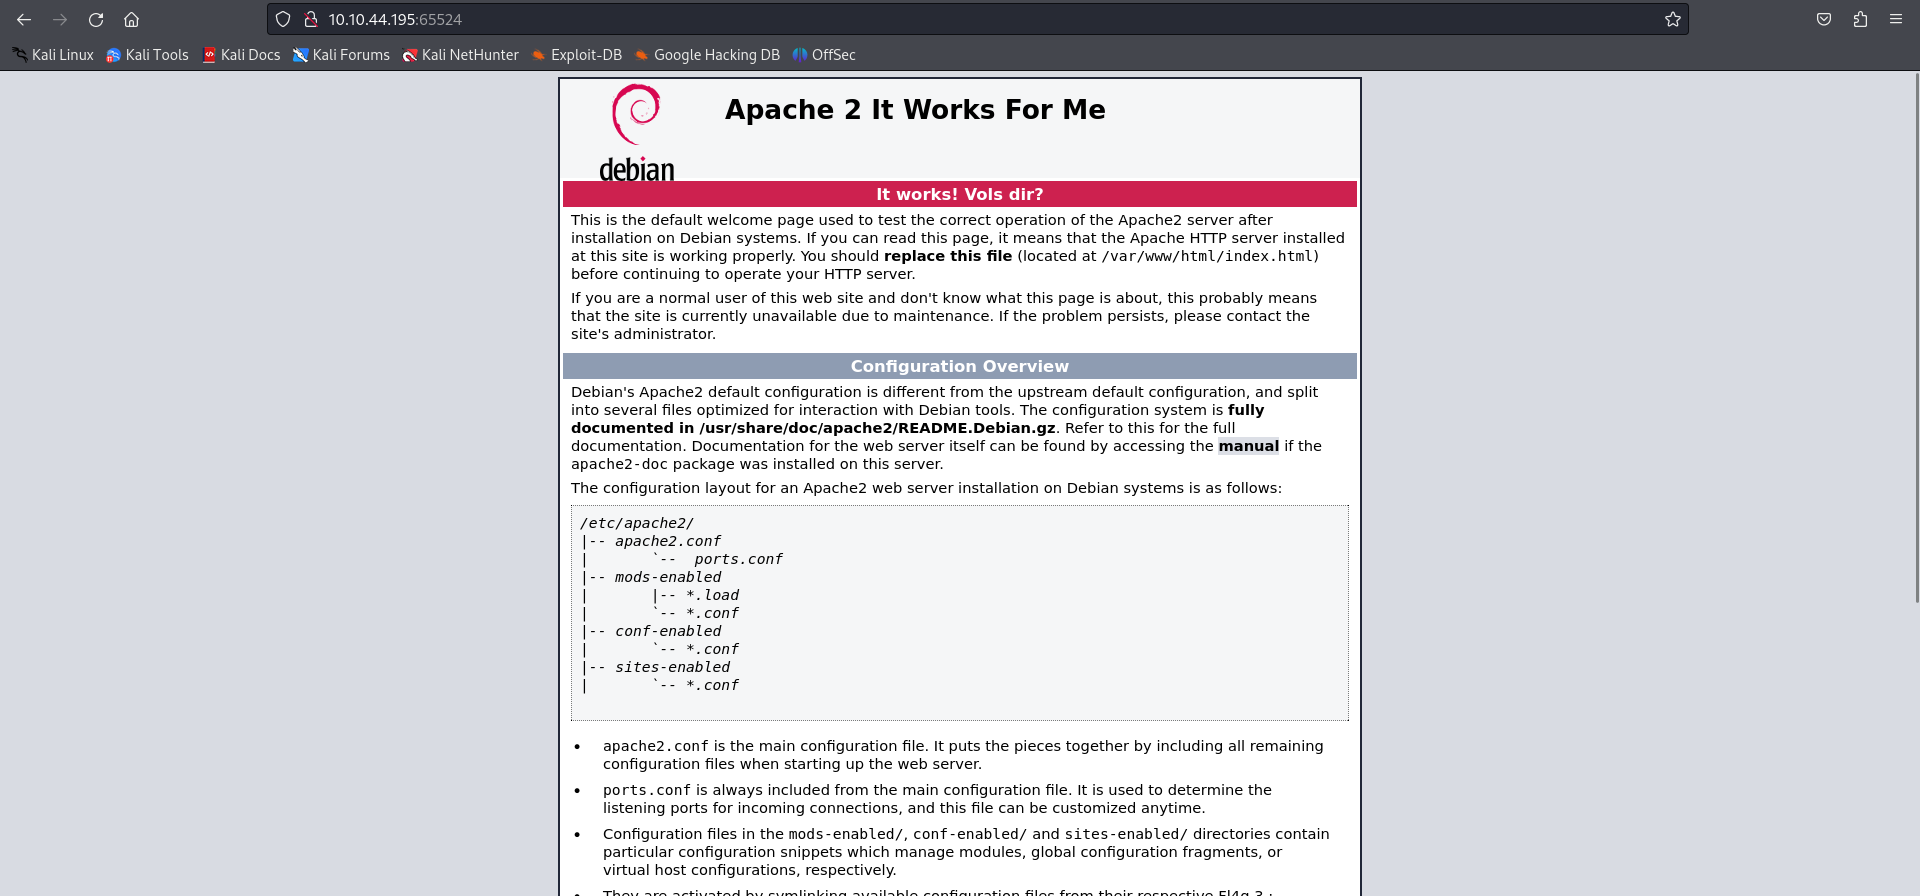 10.10.44.195:65524
Kali Linux Kali Tools Kali Docs Kali Forums Kali NetHunter Exploit-DB Google Hacking DB OffSec
debian
Apache 2 It Works For Me
It works! Vols dir?
This is the default welcome page used to test the correct operation of the Apache2 server after
installation on Debian systems. If you can read this page, it means that the Apache HTTP server installed
at this site is working properly. You should replace this file (located at /var/www/html/index.html)
before continuing to operate your HTTP server.
If you are a normal user of this web site and don't know what this page is about, this probably means
that the site is currently unavailable due to maintenance. If the problem persists, please contact the
site's administrator.
Configuration Overview
Debian's Apache2 default configuration is different from the upstream default configuration, and split
into several files optimized for interaction with Debian tools. The configuration system is fully
documented in /usr/share/doc/apache2/README.Debian.gz. Refer to this for the full
documentation. Documentation for the web server itself can be found by accessing the manual if the
apache2-doc package was installed on this server.
The configuration layout for an Apache2 web server installation on Debian systems is as follows:
/etc/apache2/
|-- apache2.conf
|       `--  ports.conf
|-- mods-enabled
|       |-- *.load
|       `-- *.conf
|-- conf-enabled
|       `-- *.conf
|-- sites-enabled
|       `-- *.conf
• apache2.conf is the main configuration file. It puts the pieces together by including all remaining
configuration files when starting up the web server.
• ports.conf is always included from the main configuration file. It is used to determine the
listening ports for incoming connections, and this file can be customized anytime.
• Configuration files in the mods-enabled/, conf-enabled/ and sites-enabled/ directories contain
particular configuration snippets which manage modules, global configuration fragments, or
virtual host configurations, respectively.
• They are activated by symlinking available configuration files from their respective Fl4g 3 :